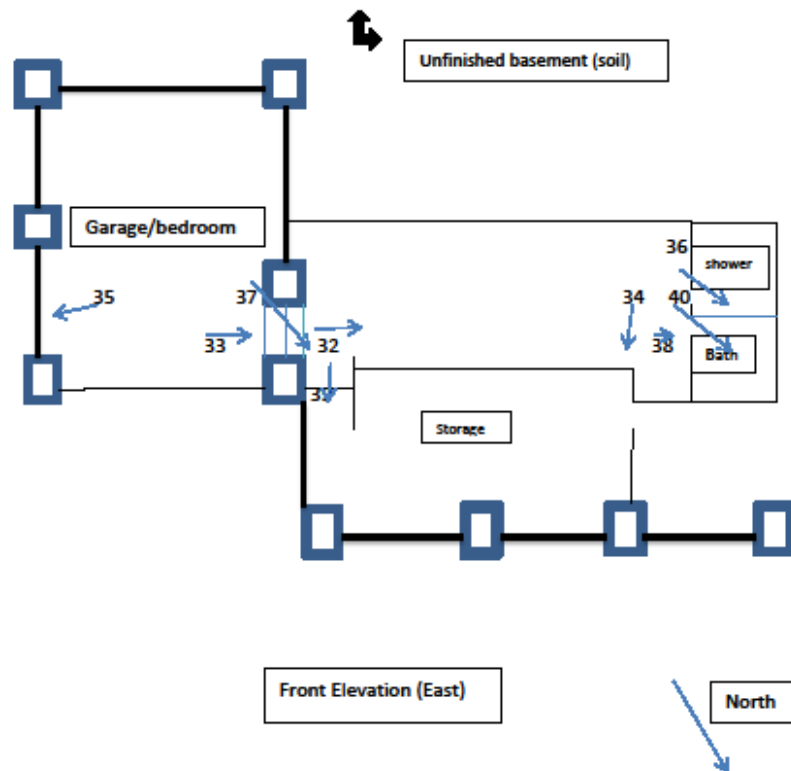 Unfinished basement (soil)
Garage/bedroom
36
shower
35
37
34
40
33
32
38
Bath
Storage
Front Elevation (East)
North